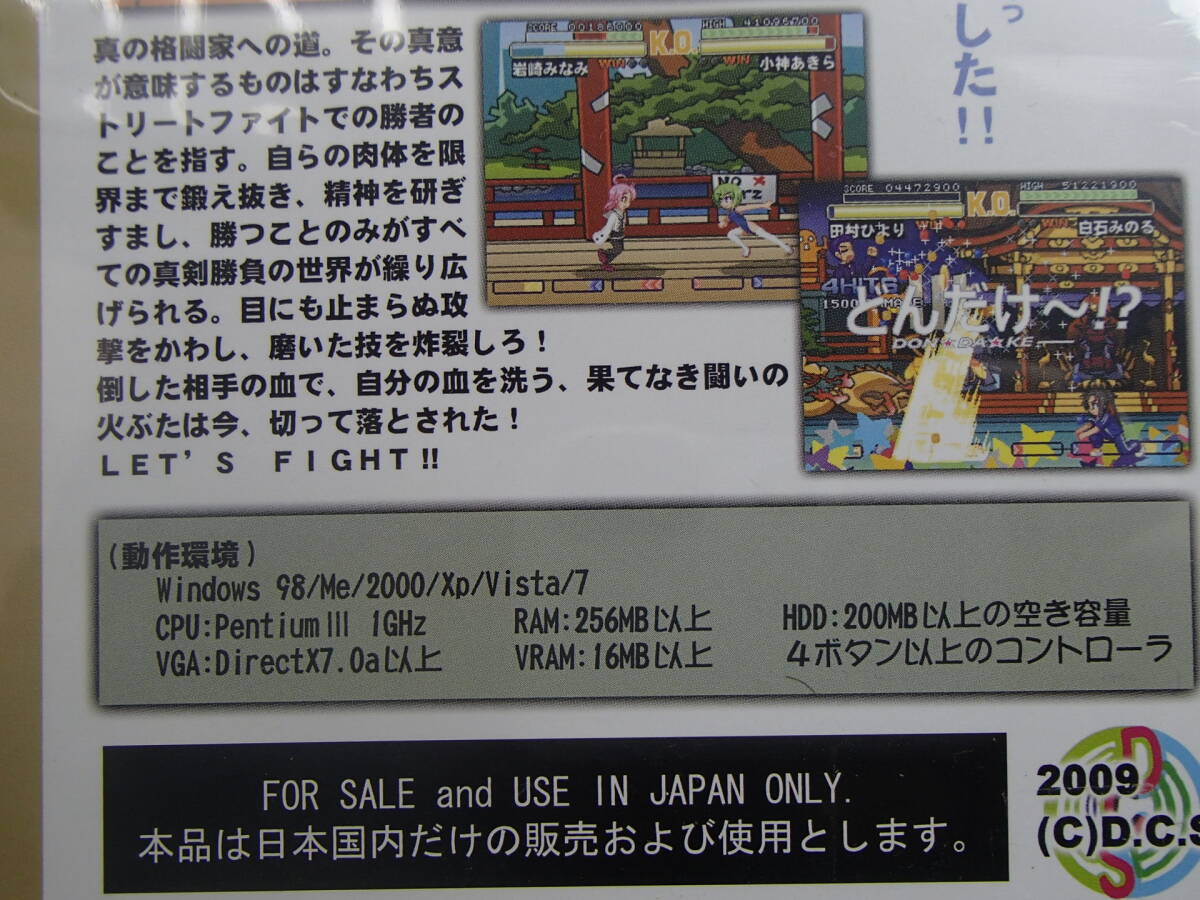 真の格闘家への道。その真意
が意味するものはすなわちス
トリートファイトでの勝者の
ことを指す。自らの肉体を限
界まで鍛え抜き、精神を研ぎ
すまし、勝つことのみがすべ
ての真剣勝負の世界が繰り広
げられる。目にも止まらぬ攻
撃をかわし、磨いた技を炸裂しろ！
倒した相手の血で、自分の血を洗う、果てなき闘いの
火ぶたは今、切って落とされた！
LET'S FIGHT!!
SCORE 00186000 HIGH 41096700
K.O.
岩崎みなみ WIN WIN 小神あきら
NO
rz
っ
した!!
SCORE 04472900 HIGH 51221900
K.O.
田村ひより WIN 白石みのる
4HITS
1500
どんだけ〜!?
DON☆DA☆KE
(動作環境)
Windows 98/Me/2000/Xp/Vista/7
CPU:PentiumIII 1GHz RAM:256MB以上 HDD:200MB以上の空き容量
VGA:DirectX7.0a以上 VRAM:16MB以上 4ボタン以上のコントローラ
FOR SALE and USE IN JAPAN ONLY.
本品は日本国内だけの販売および使用とします。
2009
(C)D.C.S